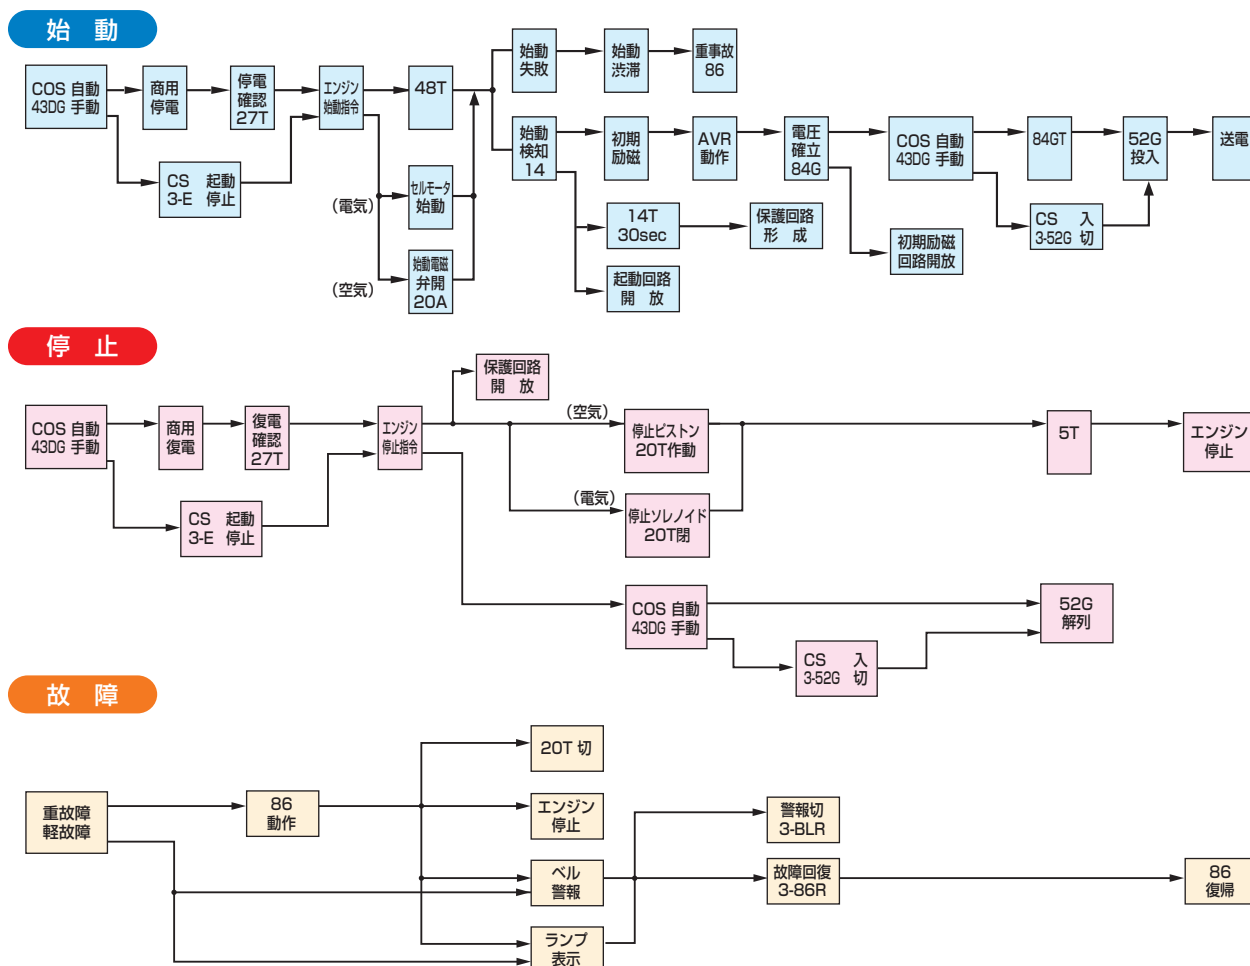 始 動
COS 自動
43DG 手動
商用
停電
停電
確認
27T
エンジン
始動指令
48T
始動
失敗
始動
渋滞
重事故
86
CS 起動
3-E 停止
(電気)
セルモータ
始動
(空気)
始動電磁
弁開
20A
始動
検知
14
初期
励磁
AVR
動作
電圧
確立
84G
COS 自動
43DG 手動
84GT
52G
投入
送電
14T
30sec
保護回路
形 成
起動回路
開 放
初期励磁
回路開放
CS 入
3-52G 切
停 止
保護回路
開 放
COS 自動
43DG 手動
商用
復電
復電
確認
27T
エンジン
停止指令
(空気)
停止ピストン
20T作動
5T
エンジン
停止
CS 起動
3-E 停止
(電気)
停止ソレノイド
20T閉
COS 自動
43DG 手動
52G
解列
CS 入
3-52G 切
故 障
20T 切
重故障
軽故障
86
動作
エンジン
停止
警報切
3-BLR
ベル
警報
故障回復
3-86R
86
復帰
ランプ
表示